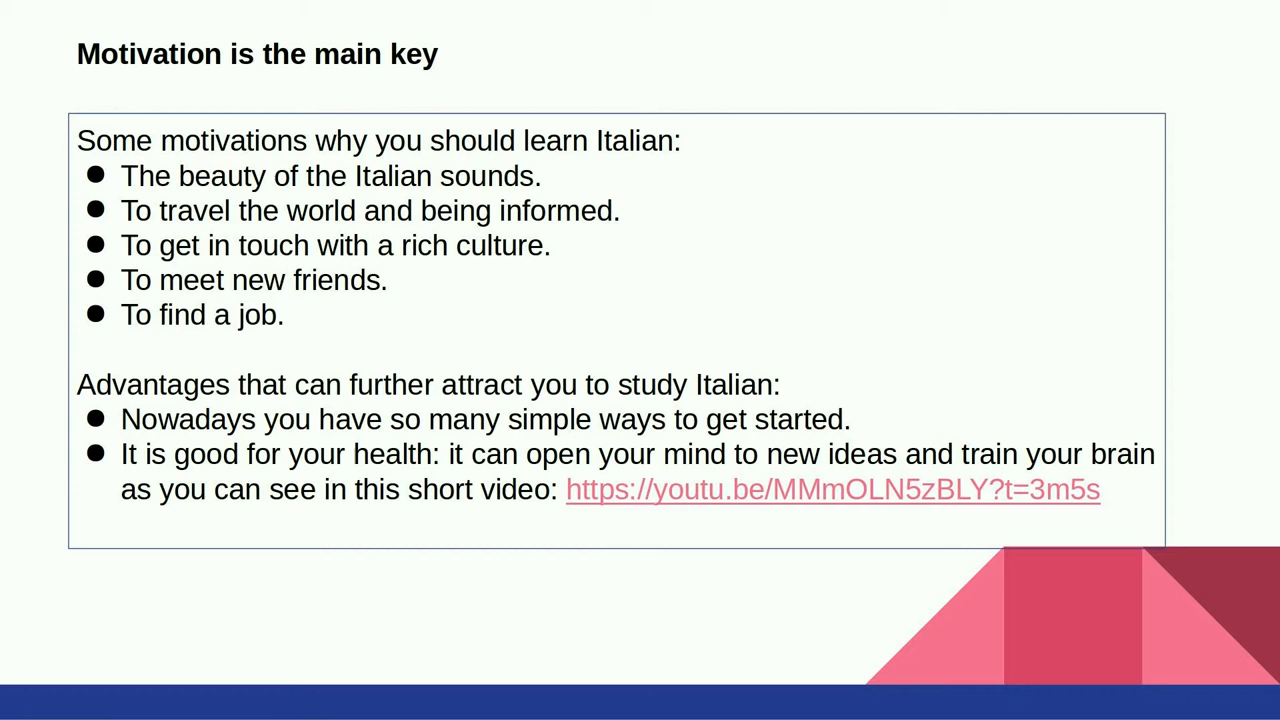 Motivation is the main key
Some motivations why you should learn Italian:
● The beauty of the Italian sounds.
● To travel the world and being informed.
● To get in touch with a rich culture.
● To meet new friends.
● To find a job.
Advantages that can further attract you to study Italian:
● Nowadays you have so many simple ways to get started.
● It is good for your health: it can open your mind to new ideas and train your brain
as you can see in this short video: https://youtu.be/MMmOLN5zBLY?t=3m5s